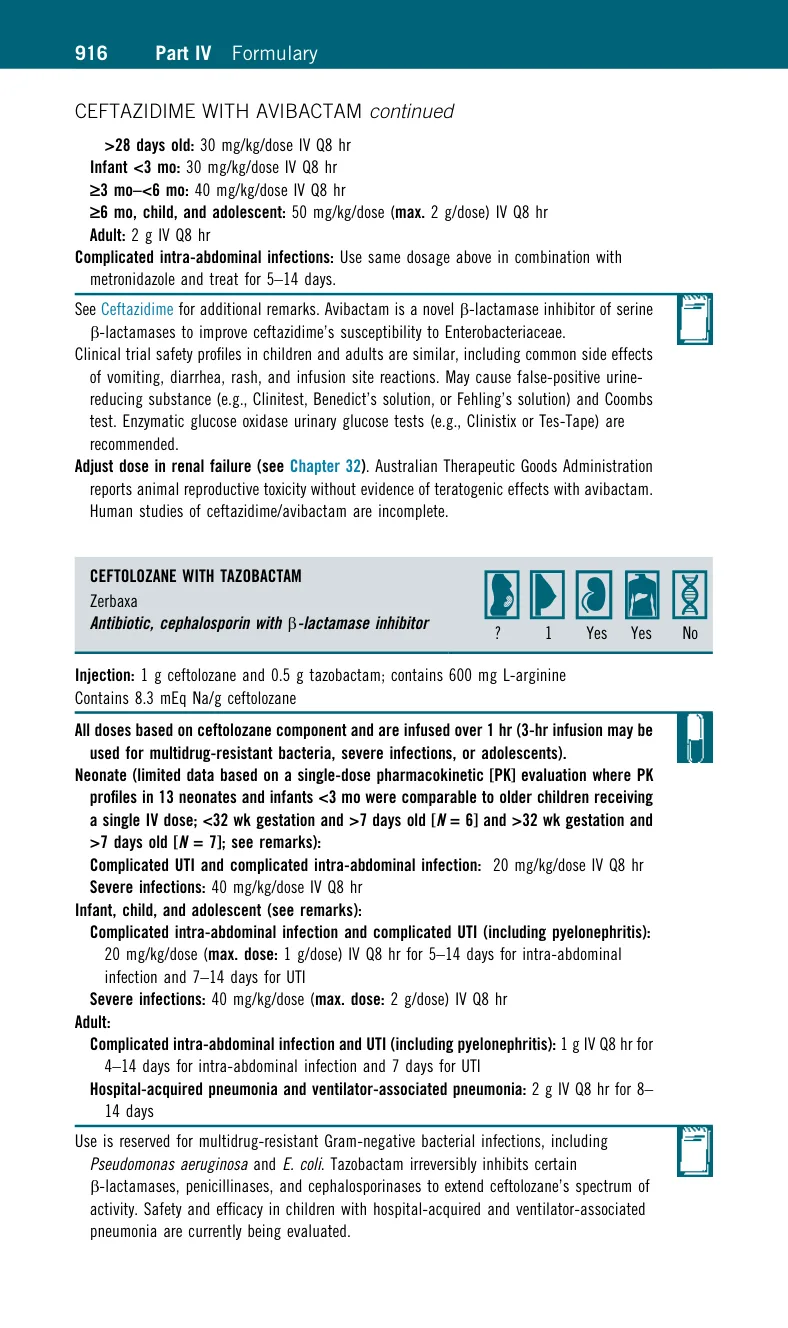 916 Part IV Formulary
CEFTAZIDIME WITH AVIBACTAM continued
>28 days old: 30 mg/kg/dose IV Q8 hr
Infant <3 mo: 30 mg/kg/dose IV Q8 hr
≥3 mo–<6 mo: 40 mg/kg/dose IV Q8 hr
≥6 mo, child, and adolescent: 50 mg/kg/dose (max. 2 g/dose) IV Q8 hr
Adult: 2 g IV Q8 hr
Complicated intra-abdominal infections: Use same dosage above in combination with
metronidazole and treat for 5–14 days.
See Ceftazidime for additional remarks. Avibactam is a novel β-lactamase inhibitor of serine
β-lactamases to improve ceftazidime's susceptibility to Enterobacteriaceae.
Clinical trial safety profiles in children and adults are similar, including common side effects
of vomiting, diarrhea, rash, and infusion site reactions. May cause false-positive urine-
reducing substance (e.g., Clinitest, Benedict's solution, or Fehling's solution) and Coombs
test. Enzymatic glucose oxidase urinary glucose tests (e.g., Clinistix or Tes-Tape) are
recommended.
Adjust dose in renal failure (see Chapter 32). Australian Therapeutic Goods Administration
reports animal reproductive toxicity without evidence of teratogenic effects with avibactam.
Human studies of ceftazidime/avibactam are incomplete.
CEFTOLOZANE WITH TAZOBACTAM
Zerbaxa
Antibiotic, cephalosporin with β-lactamase inhibitor
? 1 Yes Yes No
Injection: 1 g ceftolozane and 0.5 g tazobactam; contains 600 mg L-arginine
Contains 8.3 mEq Na/g ceftolozane
All doses based on ceftolozane component and are infused over 1 hr (3-hr infusion may be
used for multidrug-resistant bacteria, severe infections, or adolescents).
Neonate (limited data based on a single-dose pharmacokinetic [PK] evaluation where PK
profiles in 13 neonates and infants <3 mo were comparable to older children receiving
a single IV dose; <32 wk gestation and >7 days old [N = 6] and >32 wk gestation and
>7 days old [N = 7]; see remarks):
Complicated UTI and complicated intra-abdominal infection: 20 mg/kg/dose IV Q8 hr
Severe infections: 40 mg/kg/dose IV Q8 hr
Infant, child, and adolescent (see remarks):
Complicated intra-abdominal infection and complicated UTI (including pyelonephritis):
20 mg/kg/dose (max. dose: 1 g/dose) IV Q8 hr for 5–14 days for intra-abdominal
infection and 7–14 days for UTI
Severe infections: 40 mg/kg/dose (max. dose: 2 g/dose) IV Q8 hr
Adult:
Complicated intra-abdominal infection and UTI (including pyelonephritis): 1 g IV Q8 hr for
4–14 days for intra-abdominal infection and 7 days for UTI
Hospital-acquired pneumonia and ventilator-associated pneumonia: 2 g IV Q8 hr for 8–
14 days
Use is reserved for multidrug-resistant Gram-negative bacterial infections, including
Pseudomonas aeruginosa and E. coli. Tazobactam irreversibly inhibits certain
β-lactamases, penicillinases, and cephalosporinases to extend ceftolozane's spectrum of
activity. Safety and efficacy in children with hospital-acquired and ventilator-associated
pneumonia are currently being evaluated.